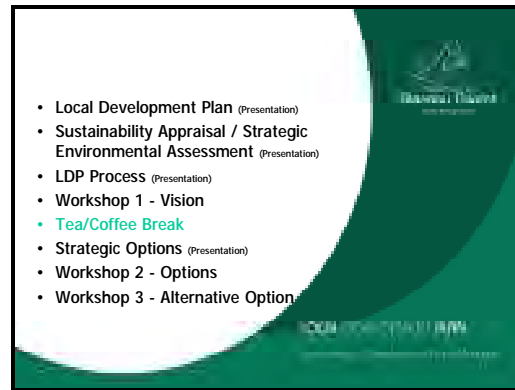 • Local Development Plan (Presentation)
• Sustainability Appraisal / Strategic
Environmental Assessment (Presentation)
• LDP Process (Presentation)
• Workshop 1 - Vision
• Tea/Coffee Break
• Strategic Options (Presentation)
• Workshop 2 - Options
• Workshop 3 - Alternative Option